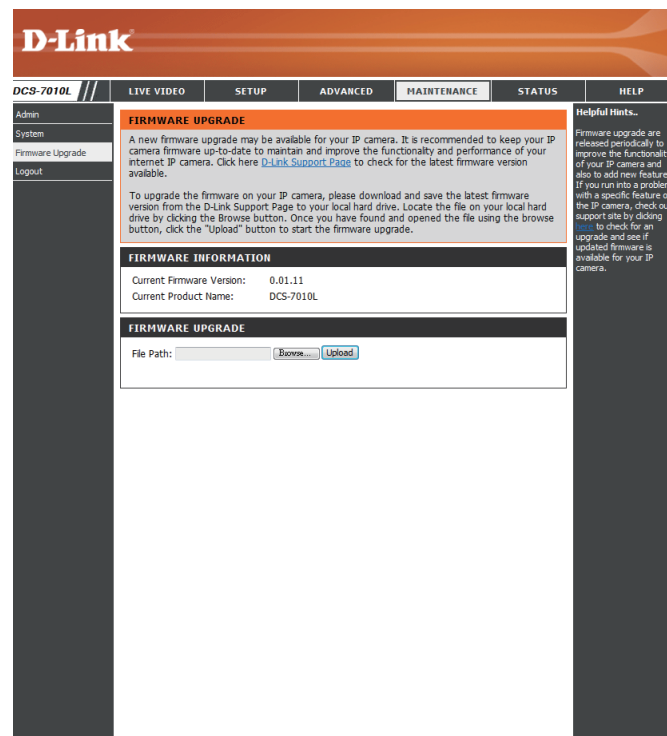 D-Link
DCS-7010L
LIVE VIDEO
SETUP
ADVANCED
MAINTENANCE
STATUS
HELP
Admin
System
Firmware Upgrade
Logout
FIRMWARE UPGRADE
A new firmware upgrade may be available for your IP camera. It is recommended to keep your IP
camera firmware up-to-date to maintain and improve the functionality and performance of your
internet IP camera. Click here D-Link Support Page to check for the latest firmware version
available.
To upgrade the firmware on your IP camera, please download and save the latest firmware
version from the D-Link Support Page to your local hard drive. Locate the file on your local hard
drive by clicking the Browse button. Once you have found and opened the file using the browse
button, click the "Upload" button to start the firmware upgrade.
FIRMWARE INFORMATION
Current Firmware Version: 0.01.11
Current Product Name: DCS-7010L
FIRMWARE UPGRADE
File Path: Browse... Upload
Helpful Hints..
Firmware upgrade are
released periodically to
improve the functionalit
of your IP camera and
also to add new feature
If you run into a problem
with a specific feature o
the IP camera, check ou
support site by clicking
here to check for an
upgrade and see if
updated firmware is
available for your IP
camera.